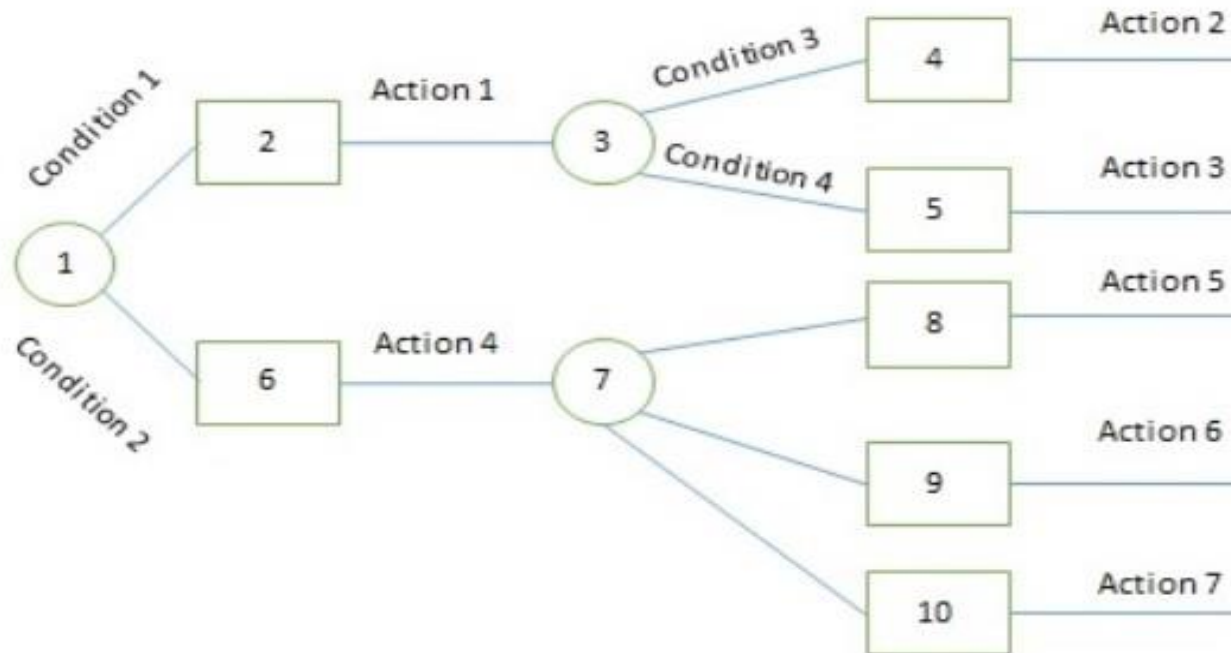 Condition 1
2
Action 1
3
Condition 3
4
Action 2
Condition 4
5
Action 3
1
Condition 2
6
Action 4
7
8
Action 5
9
Action 6
10
Action 7